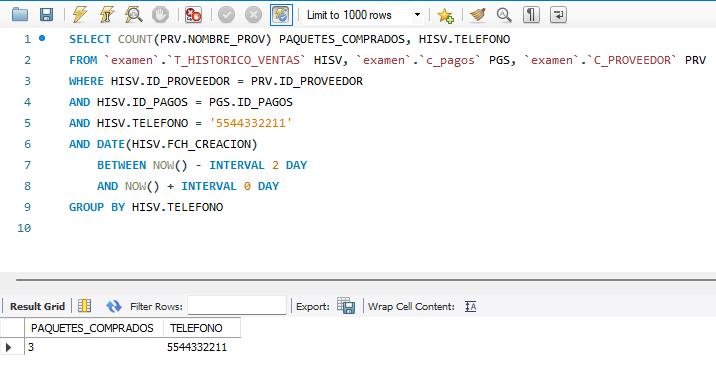 Limit to 1000 rows
1 SELECT COUNT(PRV.NOMBRE_PROV) PAQUETES_COMPRADOS, HISV.TELEFONO
2 FROM `examen`.`T_HISTORICO_VENTAS` HISV, `examen`.`c_pagos` PGS, `examen`.`C_PROVEEDOR` PRV
3 WHERE HISV.ID_PROVEEDOR = PRV.ID_PROVEEDOR
4 AND HISV.ID_PAGOS = PGS.ID_PAGOS
5 AND HISV.TELEFONO = '5544332211'
6 AND DATE(HISV.FCH_CREACION)
7 BETWEEN NOW() - INTERVAL 2 DAY
8 AND NOW() + INTERVAL 0 DAY
9 GROUP BY HISV.TELEFONO
10
Result Grid Filter Rows: Export: Wrap Cell Content:
PAQUETES_COMPRADOS TELEFONO
3 5544332211